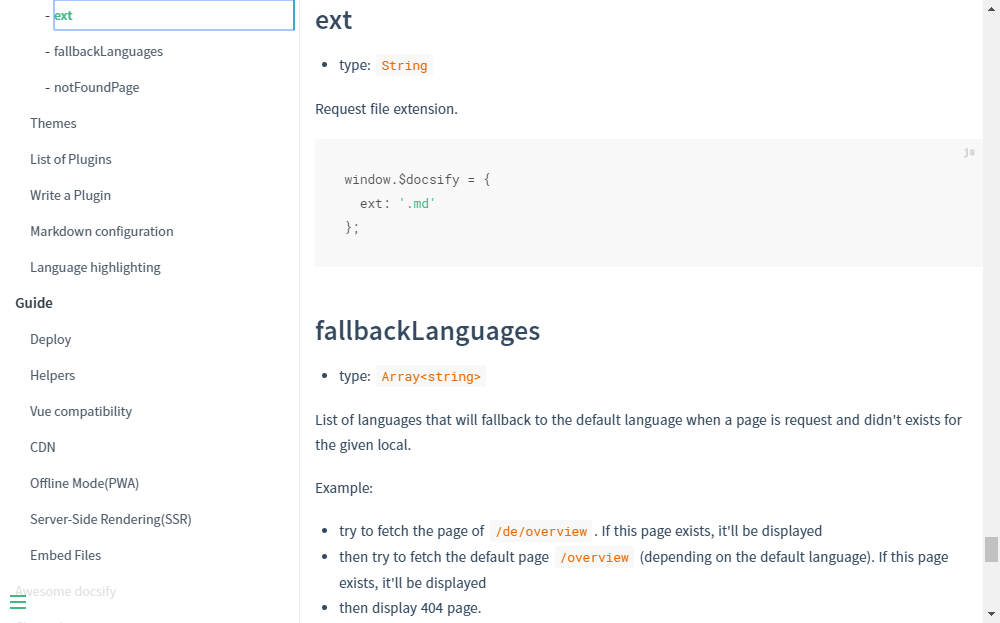 - ext
- fallbackLanguages
- notFoundPage
Themes
List of Plugins
Write a Plugin
Markdown configuration
Language highlighting
Guide
Deploy
Helpers
Vue compatibility
CDN
Offline Mode(PWA)
Server-Side Rendering(SSR)
Embed Files
Awesome docsify
ext
• type: String
Request file extension.
js
window.$docsify = {
  ext: '.md'
};
fallbackLanguages
• type: Array<string>
List of languages that will fallback to the default language when a page is request and didn't exists for
the given local.
Example:
• try to fetch the page of /de/overview . If this page exists, it'll be displayed
• then try to fetch the default page /overview (depending on the default language). If this page
exists, it'll be displayed
• then display 404 page.